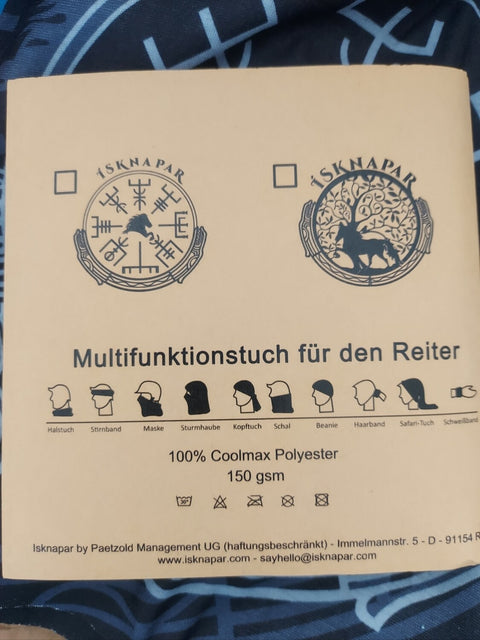 ÍSKNAPAR
ÍSKNAPAR
Multifunktionstuch für den Reiter
Halstuch Stirnband Maske Sturmhaube Kopftuch Schal Beanie Haarband Safari-Tuch Schweißband
100% Coolmax Polyester
150 gsm
Isknapar by Paetzold Management UG (haftungsbeschränkt) - Immelmannstr. 5 - D - 91154 R
www.isknapar.com - sayhello@isknapar.com